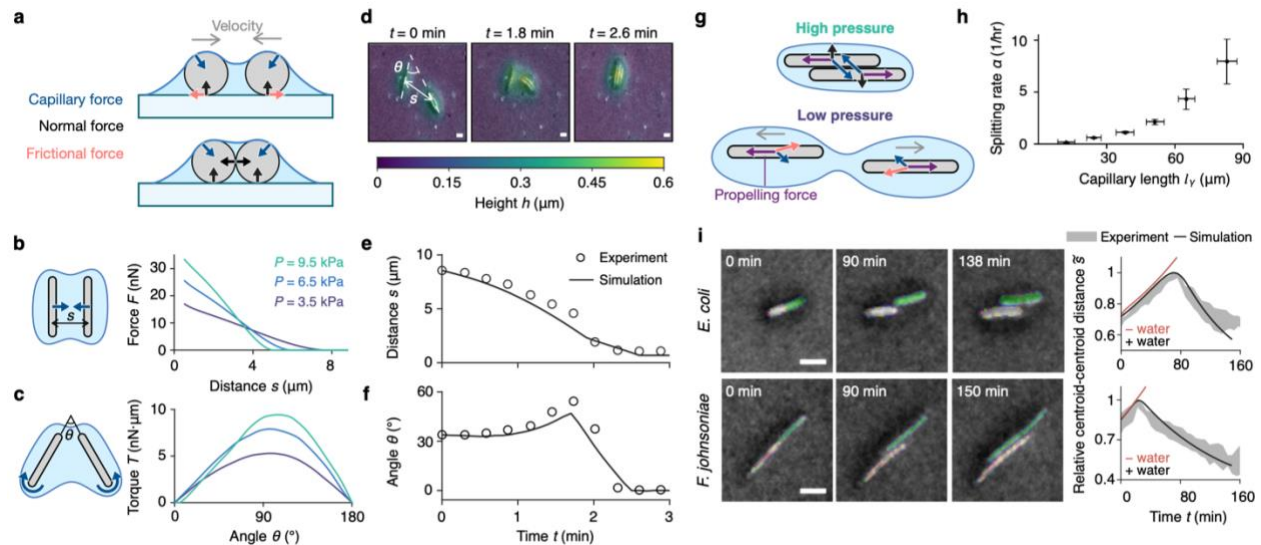 a
Velocity
Capillary force
Normal force
Frictional force
b
s
Force F (nN)
30
20
10
0
P = 9.5 kPa
P = 6.5 kPa
P = 3.5 kPa
0
4
8
Distance s (μm)
c
θ
Torque T (nN·μm)
10
5
0
0
90
180
Angle θ (°)
d
t = 0 min
t = 1.8 min
t = 2.6 min
θ
s
0
0.15
0.3
0.45
0.6
Height h (μm)
e
Distance s (μm)
10
5
0
Experiment
Simulation
f
Angle θ (°)
60
30
0
0
1
2
3
Time t (min)
g
High pressure
Low pressure
Propelling force
h
Splitting rate α (1/hr)
10
5
0
30
60
90
Capillary length lγ (μm)
i
E. coli
0 min
90 min
138 min
F. johnsoniae
0 min
90 min
150 min
Experiment
Simulation
Relative centroid-centroid distance s̃
1
0.8
0.6
– water
+ water
0
80
160
1
0.7
0.4
– water
+ water
0
80
160
Time t (min)